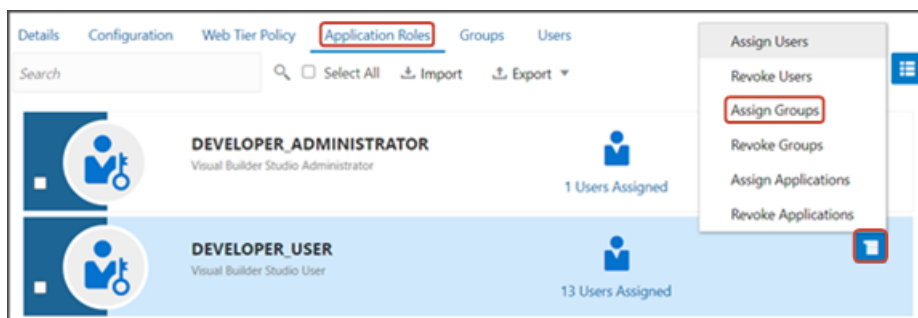 Details Configuration Web Tier Policy Application Roles Groups Users
Search Select All Import Export
Assign Users
Revoke Users
Assign Groups
Revoke Groups
Assign Applications
Revoke Applications
DEVELOPER_ADMINISTRATOR
Visual Builder Studio Administrator
1 Users Assigned
DEVELOPER_USER
Visual Builder Studio User
13 Users Assigned